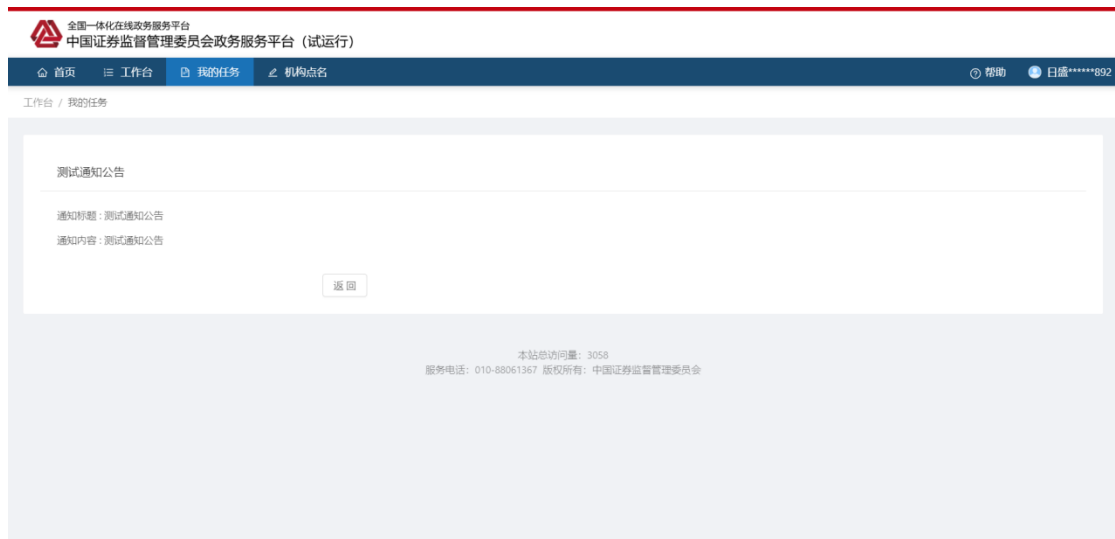 全国一体化在线政务服务平台
中国证券监督管理委员会政务服务平台（试运行）
首页 工作台 我的任务 机构点名 帮助 日盛******892
工作台 / 我的任务
测试通知公告
通知标题 : 测试通知公告
通知内容 : 测试通知公告
返 回
本站总访问量：3058
服务电话：010-88061367 版权所有：中国证券监督管理委员会